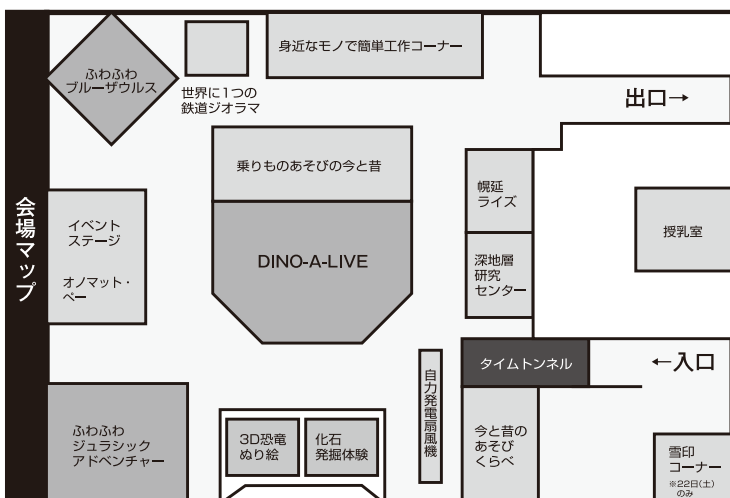 会場マップ
ふわふわ
ブルーザウルス
世界に1つの
鉄道ジオラマ
身近なモノで簡単工作コーナー
出口→
乗りものあそびの今と昔
DINO-A-LIVE
幌延
ライズ
深地層
研究
センター
授乳室
イベント
ステージ
オノマット・
ペー
タイムトンネル
←入口
自力発電扇風機
ふわふわ
ジュラシック
アドベンチャー
3D恐竜
ぬり絵
化石
発掘体験
今と昔の
あそび
くらべ
雪印
コーナー
※22日(土)
のみ